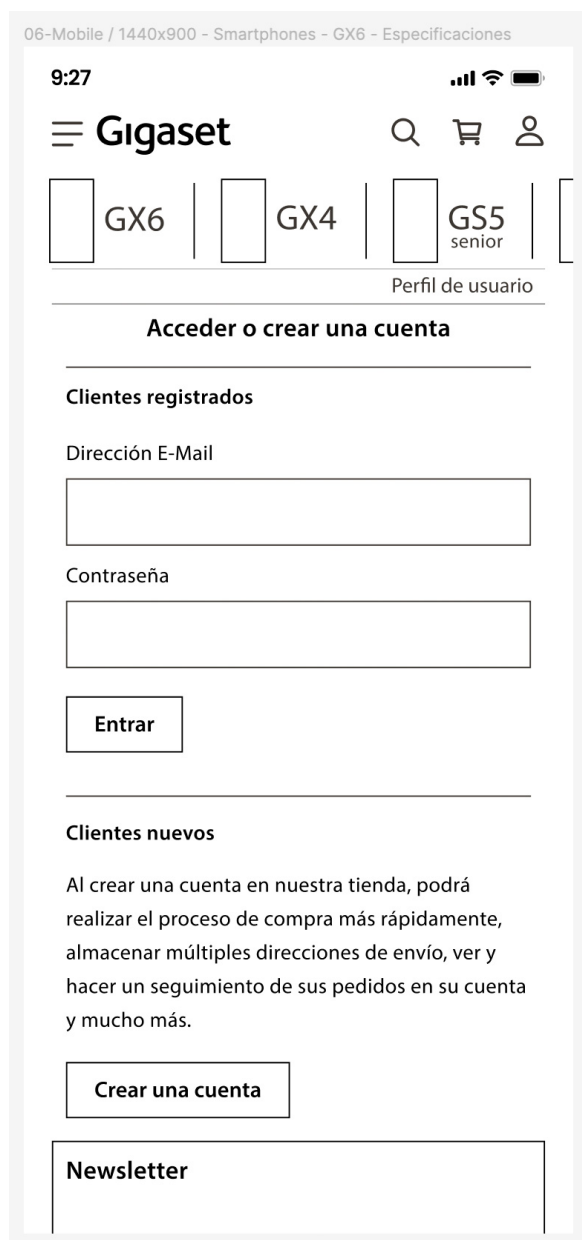 06-Mobile / 1440x900 - Smartphones - GX6 - Especificaciones
9:27
Gigaset
GX6
GX4
GS5
senior
Perfil de usuario
Acceder o crear una cuenta
Clientes registrados
Dirección E-Mail
Contraseña
Entrar
Clientes nuevos
Al crear una cuenta en nuestra tienda, podrá
realizar el proceso de compra más rápidamente,
almacenar múltiples direcciones de envío, ver y
hacer un seguimiento de sus pedidos en su cuenta
y mucho más.
Crear una cuenta
Newsletter